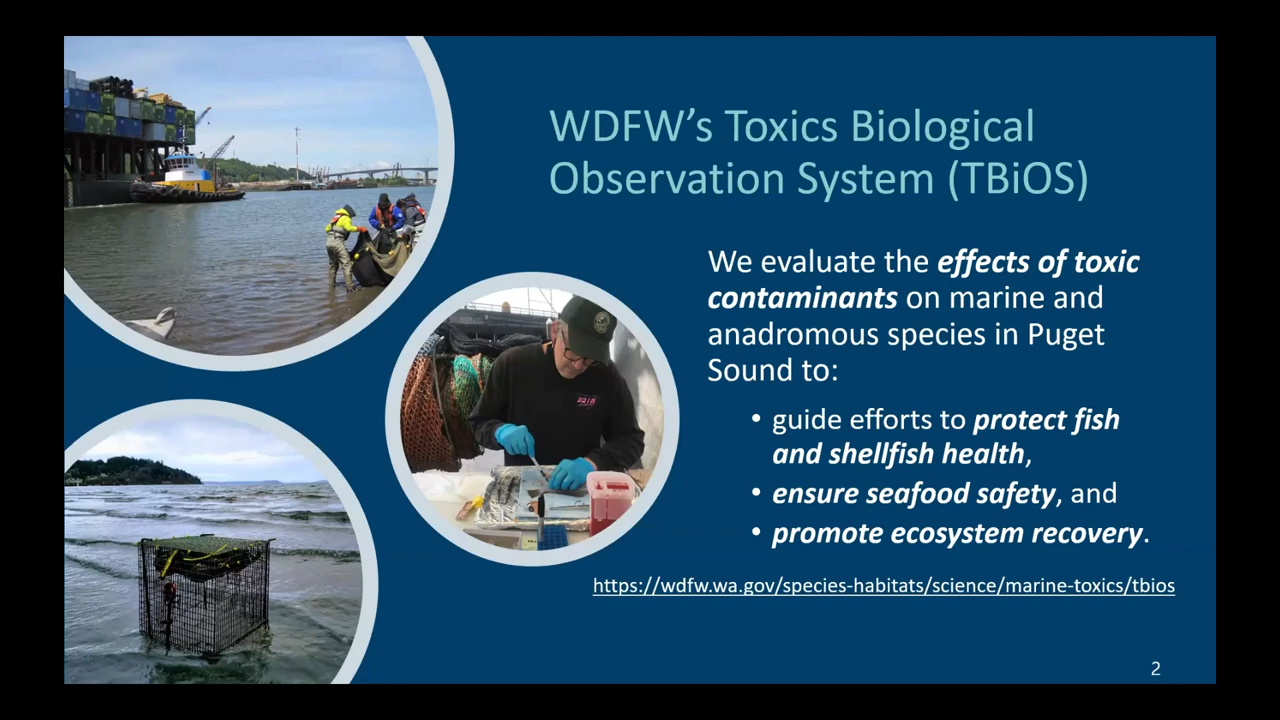 WDFW’s Toxics Biological
Observation System (TBiOS)
We evaluate the effects of toxic
contaminants on marine and
anadromous species in Puget
Sound to:
• guide efforts to protect fish
and shellfish health,
• ensure seafood safety, and
• promote ecosystem recovery.
https://wdfw.wa.gov/species-habitats/science/marine-toxics/tbios
2